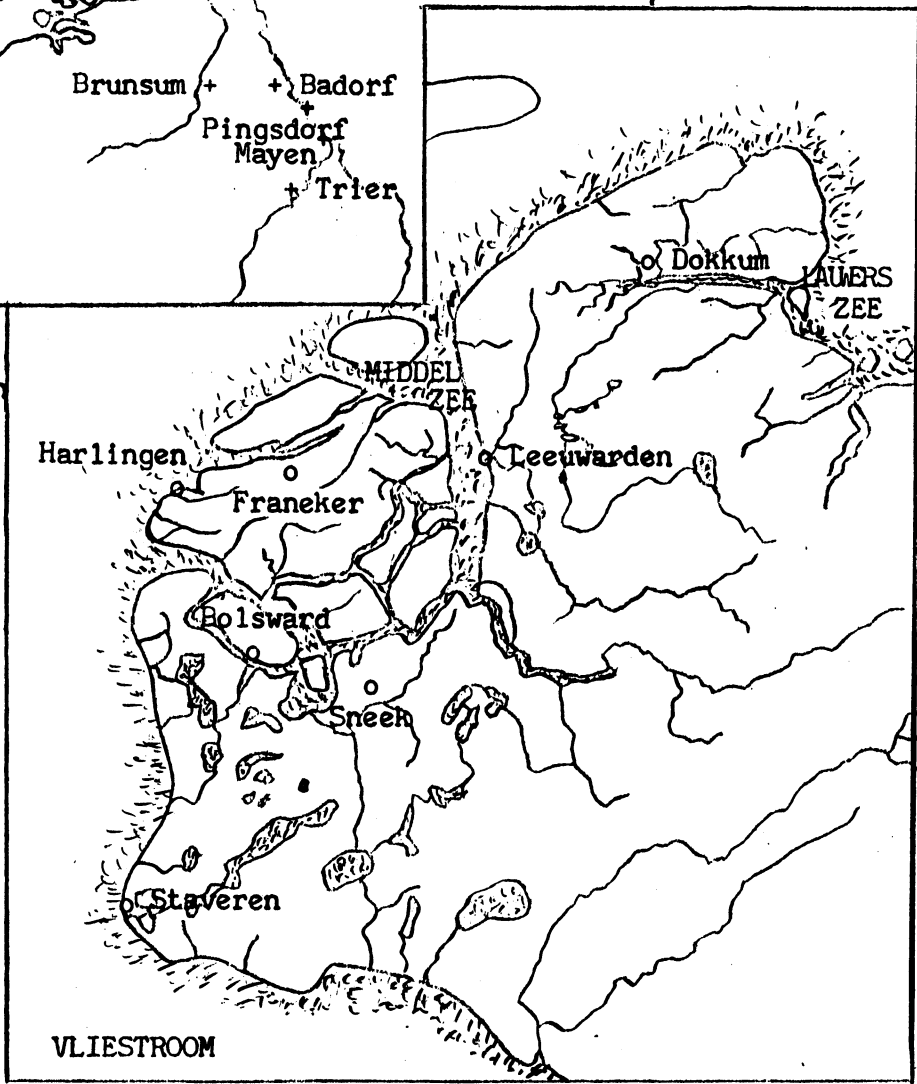 Brunsum
Badorf
Pingsdorf
Mayen
Trier
Dokkum
LAUWERS
ZEE
MIDDEL
ZEE
Harlingen
Leeuwarden
Franeker
Bolsward
Sneek
Staveren
VLIESTROOM